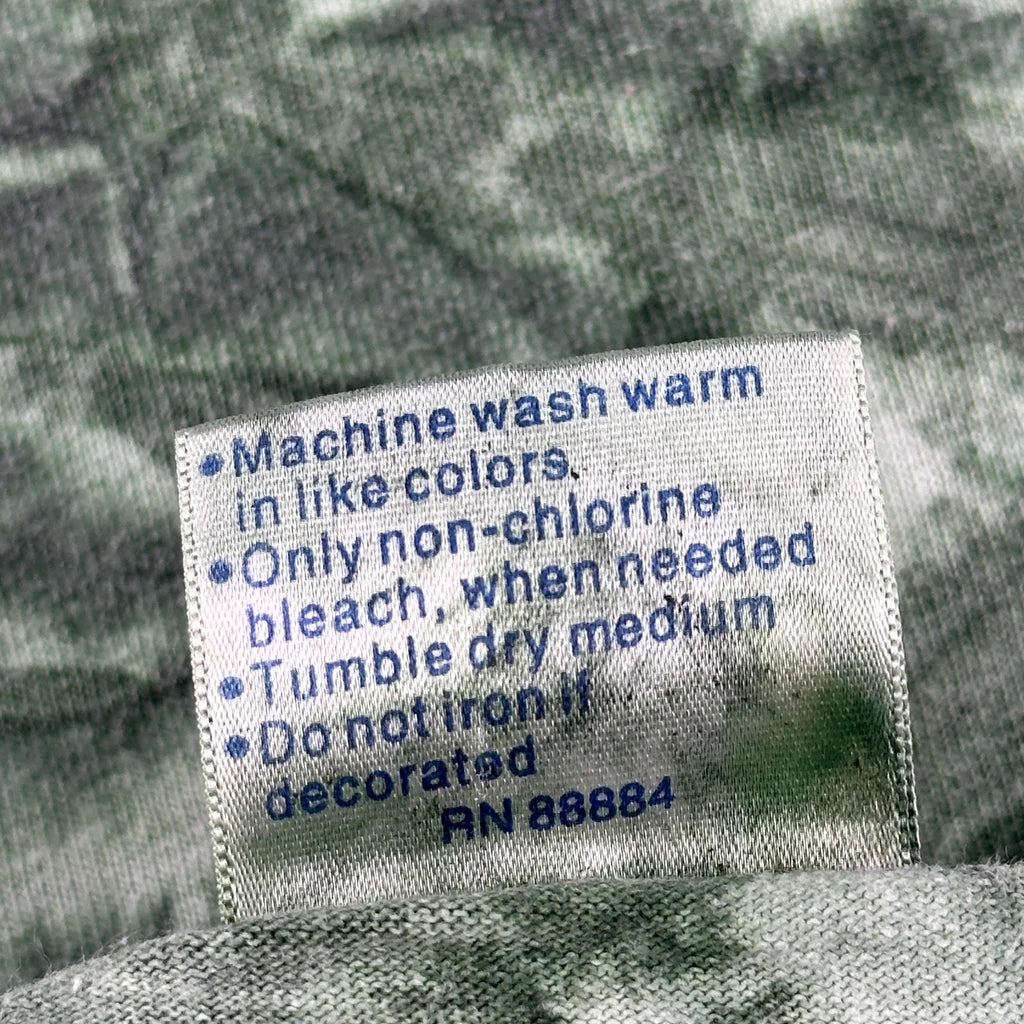 • Machine wash warm
in like colors.
• Only non-chlorine
bleach, when needed
• Tumble dry medium
• Do not iron if
decorated
RN 88884